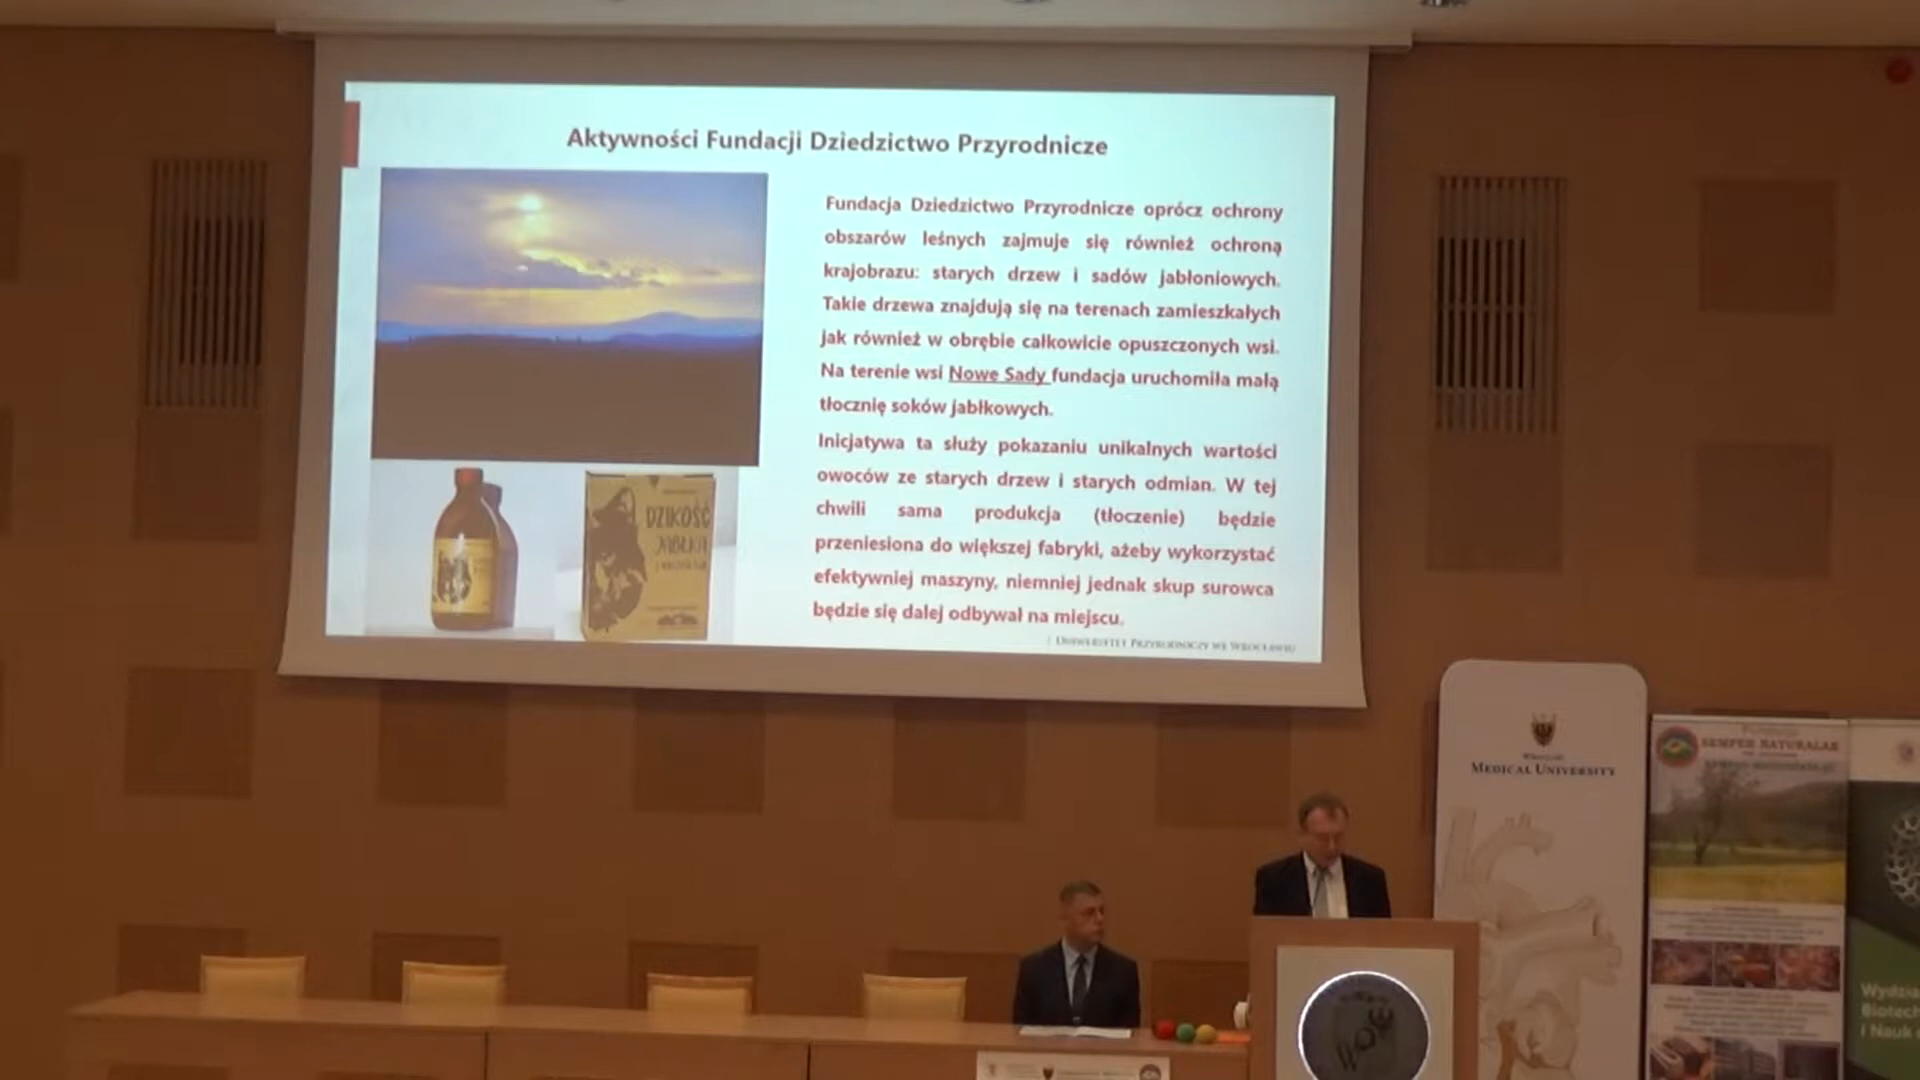 Aktywności Fundacji Dziedzictwo Przyrodnicze
Fundacja Dziedzictwo Przyrodnicze oprócz ochrony
obszarów leśnych zajmuje się również ochroną
krajobrazu: starych drzew i sadów jabłoniowych.
Takie drzewa znajdują się na terenach zamieszkałych
jak również w obrębie całkowicie opuszczonych wsi.
Na terenie wsi Nowe Sady fundacja uruchomiła małą
tłocznię soków jabłkowych.
Inicjatywa ta służy pokazaniu unikalnych wartości
owoców ze starych drzew i starych odmian. W tej
chwili sama produkcja (tłoczenie) będzie
przeniesiona do większej fabryki, ażeby wykorzystać
efektywniej maszyny, niemniej jednak skup surowca
będzie się dalej odbywał na miejscu.
DZIKOŚĆ
JABŁKA
Uniwersytet Przyrodniczy we Wrocławiu
MEDICAL UNIVERSITY
Fundacja
SEMPER NATURALAE
Biotech
i Nauk